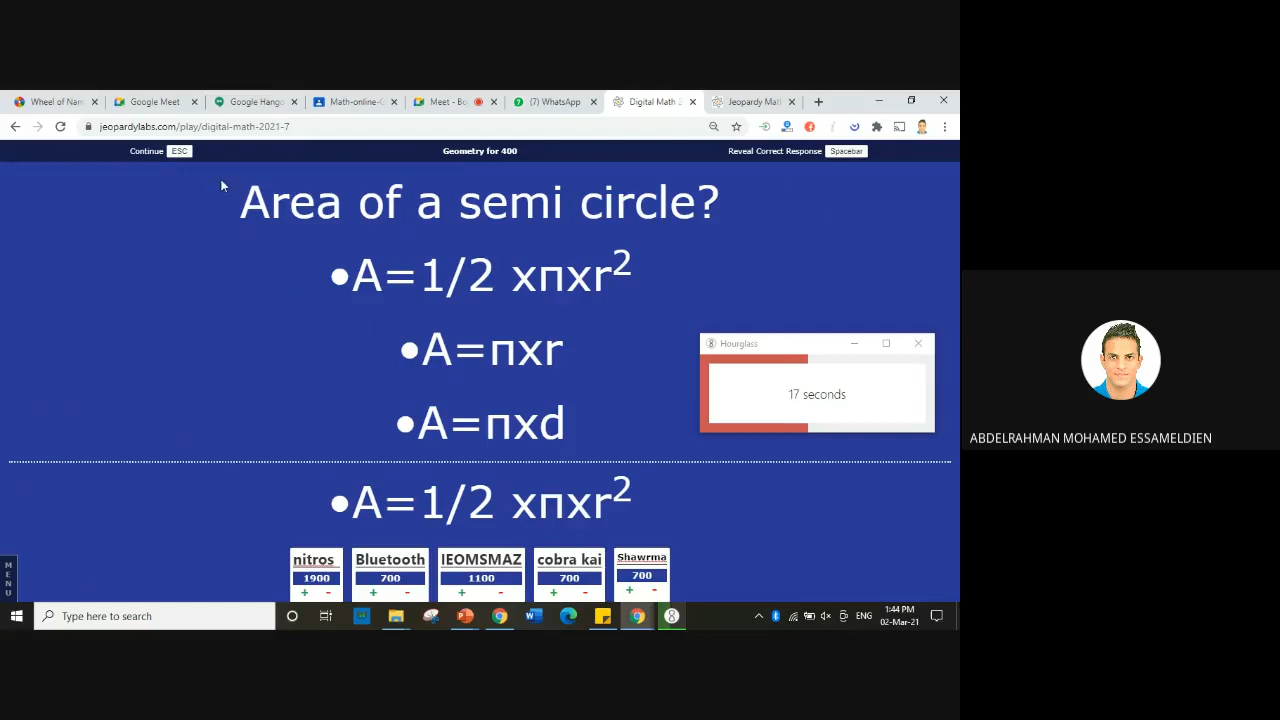 Wheel of Nam
Google Meet
Google Hango
Math-online-G
Meet - Bo
(7) WhatsApp
Digital Math 2
Jeopardy Mat
jeopardylabs.com/play/digital-math-2021-7
Continue ESC
Geometry for 400
Reveal Correct Response Spacebar
Area of a semi circle?
•A=1/2 xπxr²
•A=πxr
•A=πxd
Hourglass
17 seconds
•A=1/2 xπxr²
MENU
nitros Bluetooth IEOMSMAZ cobra kai Shawrma
1900 700 1100 700 700
+ - + - + - + - + -
ABDELRAHMAN MOHAMED ESSAMELDIEN
Type here to search
ENG
1:44 PM
02-Mar-21